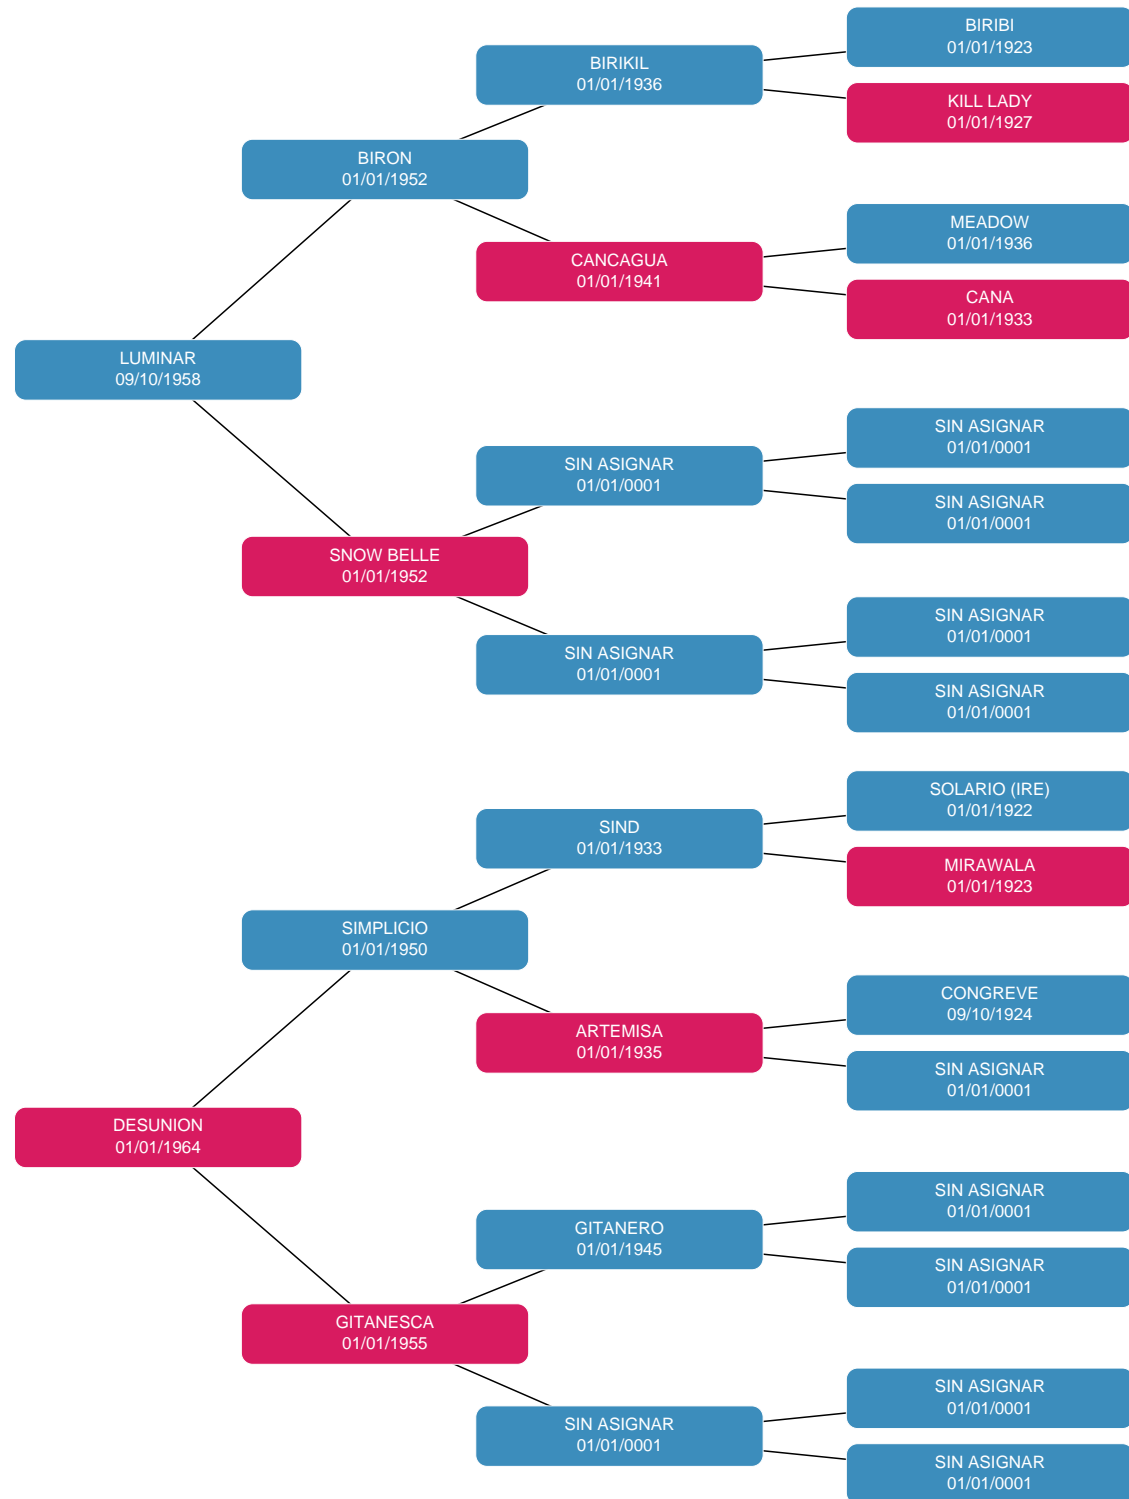 BIRIBI
01/01/1923
BIRIKIL
01/01/1936
KILL LADY
01/01/1927
BIRON
01/01/1952
MEADOW
01/01/1936
CANCAGUA
01/01/1941
CANA
01/01/1933
LUMINAR
09/10/1958
SIN ASIGNAR
01/01/0001
SIN ASIGNAR
01/01/0001
SIN ASIGNAR
01/01/0001
SNOW BELLE
01/01/1952
SIN ASIGNAR
01/01/0001
SIN ASIGNAR
01/01/0001
SIN ASIGNAR
01/01/0001
SOLARIO (IRE)
01/01/1922
SIND
01/01/1933
MIRAWALA
01/01/1923
SIMPLICIO
01/01/1950
CONGREVE
09/10/1924
ARTEMISA
01/01/1935
SIN ASIGNAR
01/01/0001
DESUNION
01/01/1964
SIN ASIGNAR
01/01/0001
GITANERO
01/01/1945
SIN ASIGNAR
01/01/0001
GITANESCA
01/01/1955
SIN ASIGNAR
01/01/0001
SIN ASIGNAR
01/01/0001
SIN ASIGNAR
01/01/0001